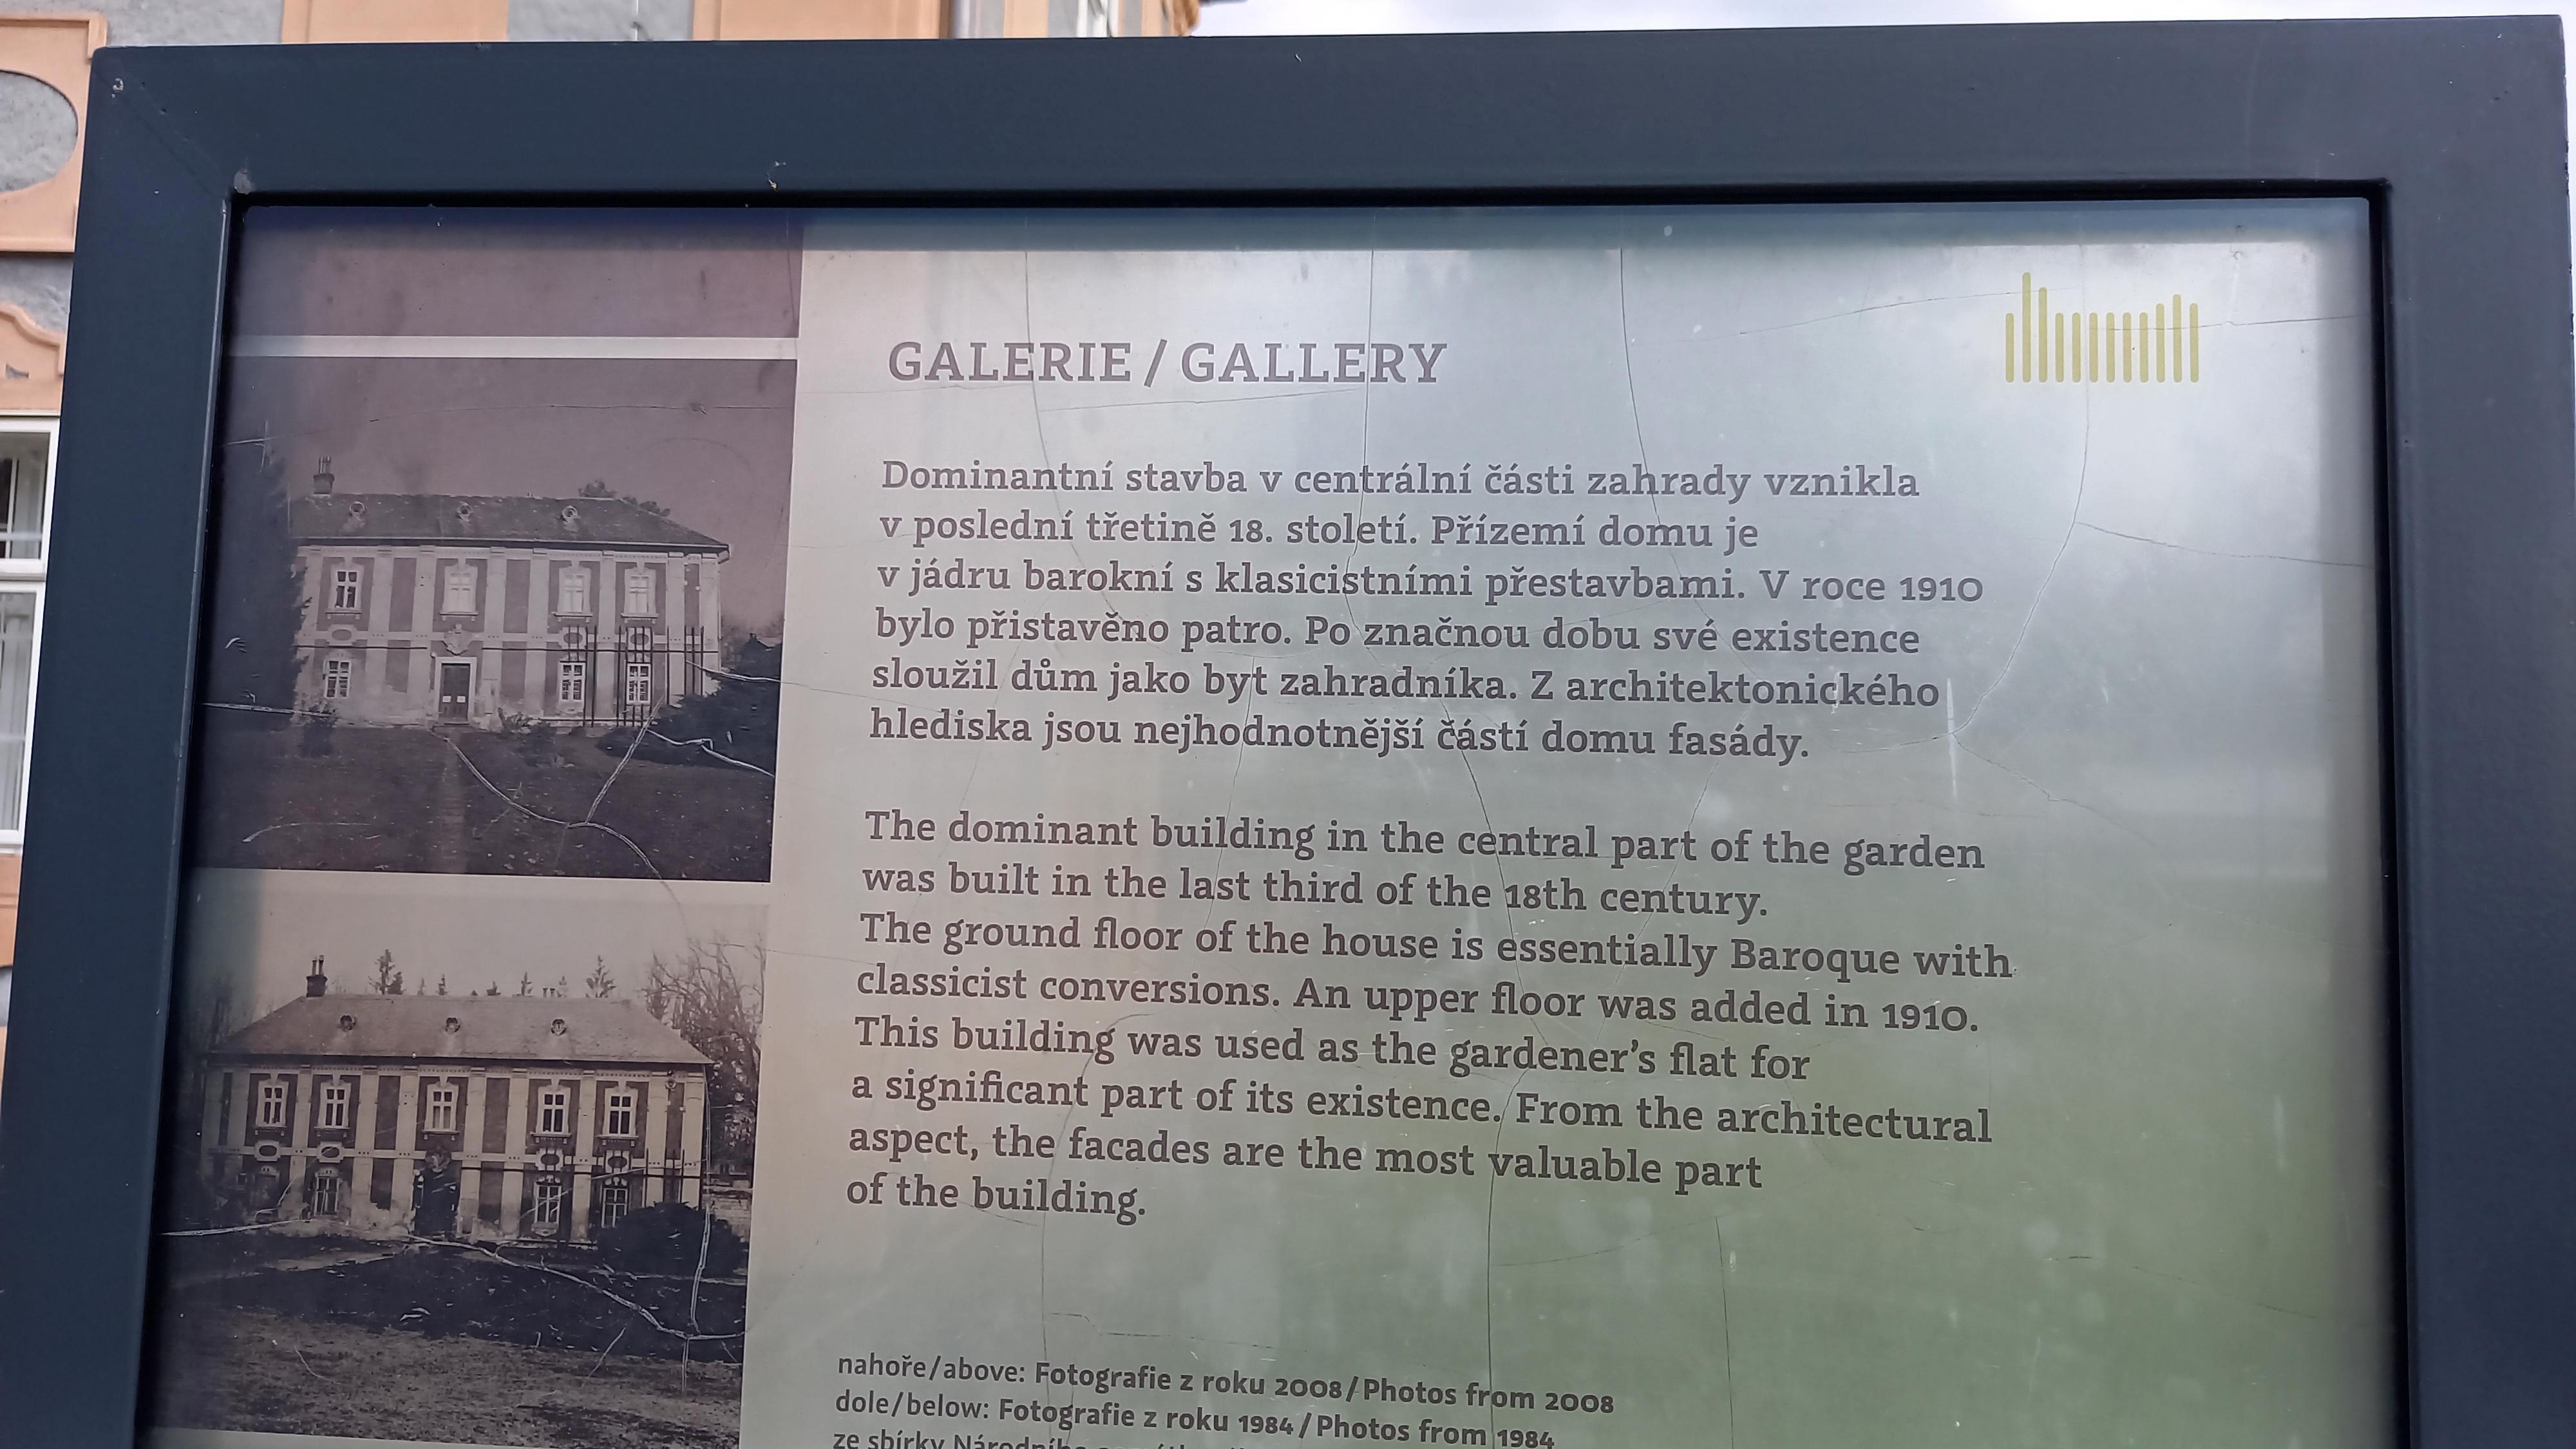 GALERIE / GALLERY
Dominantní stavba v centrální části zahrady vznikla
v poslední třetině 18. století. Přízemí domu je
v jádru barokní s klasicistními přestavbami. V roce 1910
bylo přistavěno patro. Po značnou dobu své existence
sloužil dům jako byt zahradníka. Z architektonického
hlediska jsou nejhodnotnější částí domu fasády.
The dominant building in the central part of the garden
was built in the last third of the 18th century.
The ground floor of the house is essentially Baroque with
classicist conversions. An upper floor was added in 1910.
This building was used as the gardener's flat for
a significant part of its existence. From the architectural
aspect, the facades are the most valuable part
of the building.
nahoře/above: Fotografie z roku 2008/Photos from 2008
dole/below: Fotografie z roku 1984/Photos from 1984
ze sbírky Národního